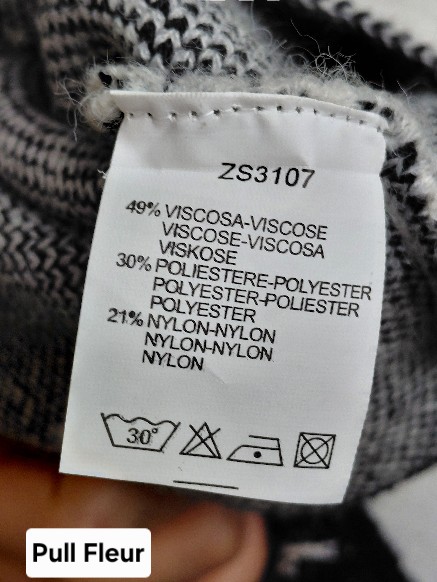 ZS3107
49% VISCOSA-VISCOSE
VISCOSE-VISCOSA
VISKOSE
30% POLIESTERE-POLYESTER
POLYESTER-POLIESTER
POLYESTER
21% NYLON-NYLON
NYLON-NYLON
NYLON
30°
Pull Fleur